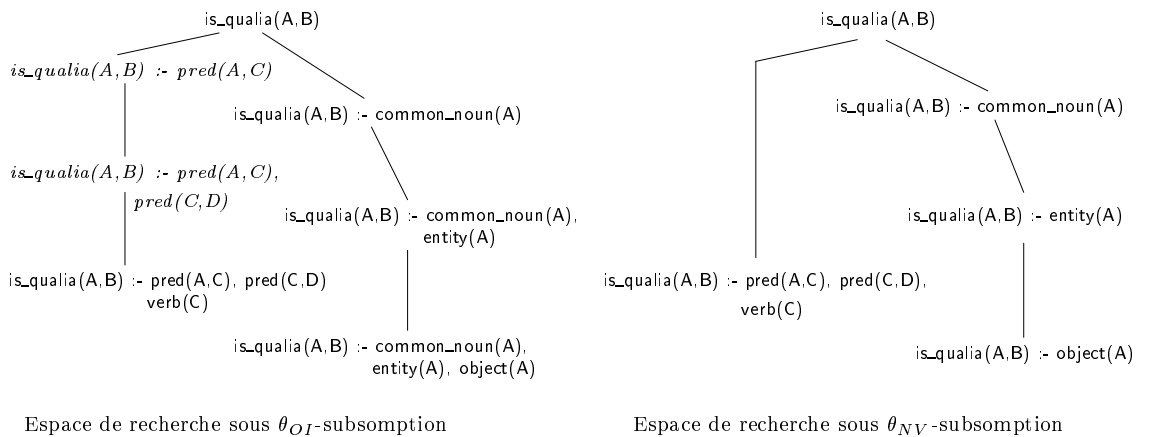 is_qualia(A,B)
is_qualia(A,B) :- pred(A,C)
is_qualia(A,B) :- common_noun(A)
is_qualia(A,B) :- pred(A,C),
pred(C,D)
is_qualia(A,B) :- common_noun(A),
entity(A)
is_qualia(A,B) :- pred(A,C), pred(C,D)
verb(C)
is_qualia(A,B) :- common_noun(A),
entity(A), object(A)
Espace de recherche sous θOI-subsomption
is_qualia(A,B)
is_qualia(A,B) :- common_noun(A)
is_qualia(A,B) :- entity(A)
is_qualia(A,B) :- pred(A,C), pred(C,D),
verb(C)
is_qualia(A,B) :- object(A)
Espace de recherche sous θNV-subsomption